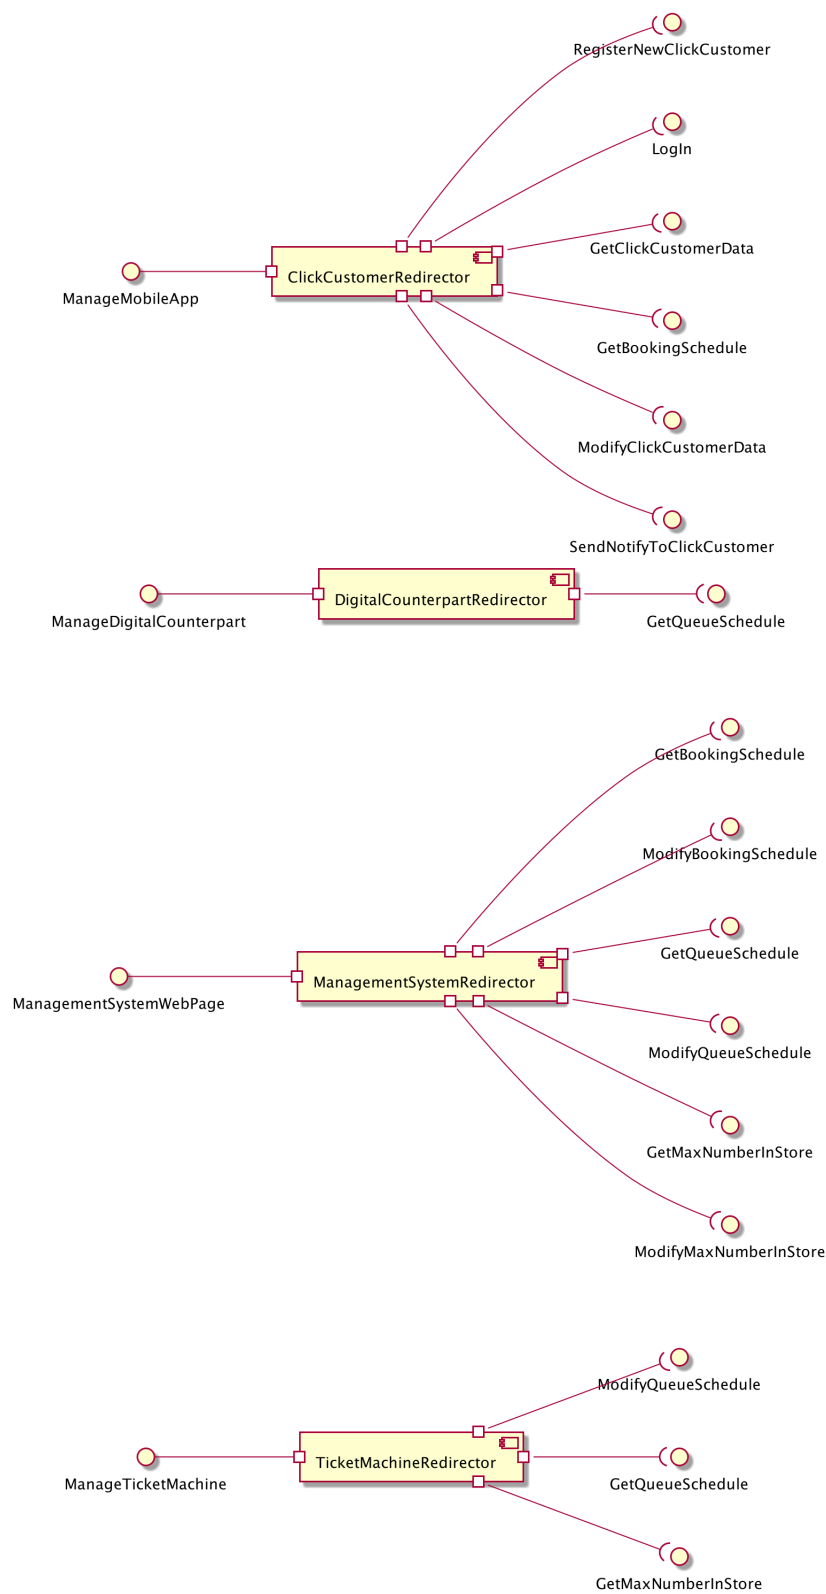 RegisterNewClickCustomer
LogIn
GetClickCustomerData
ClickCustomerRedirector
ManageMobileApp
GetBookingSchedule
ModifyClickCustomerData
SendNotifyToClickCustomer
DigitalCounterpartRedirector
ManageDigitalCounterpart
GetQueueSchedule
GetBookingSchedule
ModifyBookingSchedule
GetQueueSchedule
ManagementSystemRedirector
ManagementSystemWebPage
ModifyQueueSchedule
GetMaxNumberInStore
ModifyMaxNumberInStore
ModifyQueueSchedule
TicketMachineRedirector
ManageTicketMachine
GetQueueSchedule
GetMaxNumberInStore